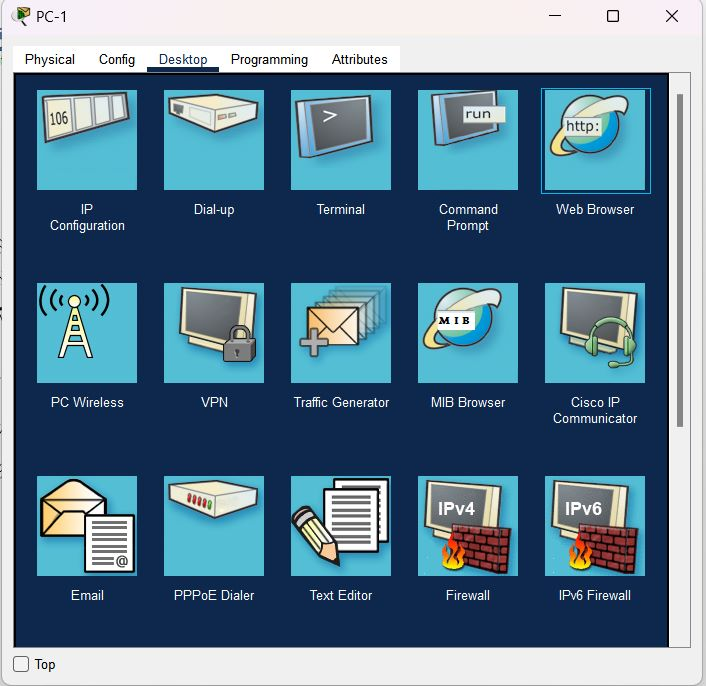 PC-1
Physical Config Desktop Programming Attributes
106
>
run
http:
IP
Configuration
Dial-up
Terminal
Command
Prompt
Web Browser
MIB
PC Wireless
VPN
Traffic Generator
MIB Browser
Cisco IP
Communicator
@
IPv4
IPv6
Email
PPPoE Dialer
Text Editor
Firewall
IPv6 Firewall
Top